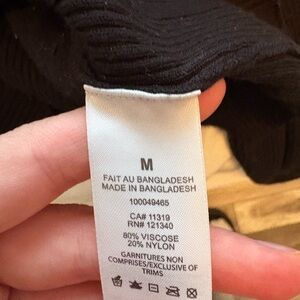 M
FAIT AU BANGLADESH
MADE IN BANGLADESH
100049465
CA# 11319
RN# 121340
80% VISCOSE
20% NYLON
GARNITURES NON
COMPRISES/EXCLUSIVE OF
TRIMS